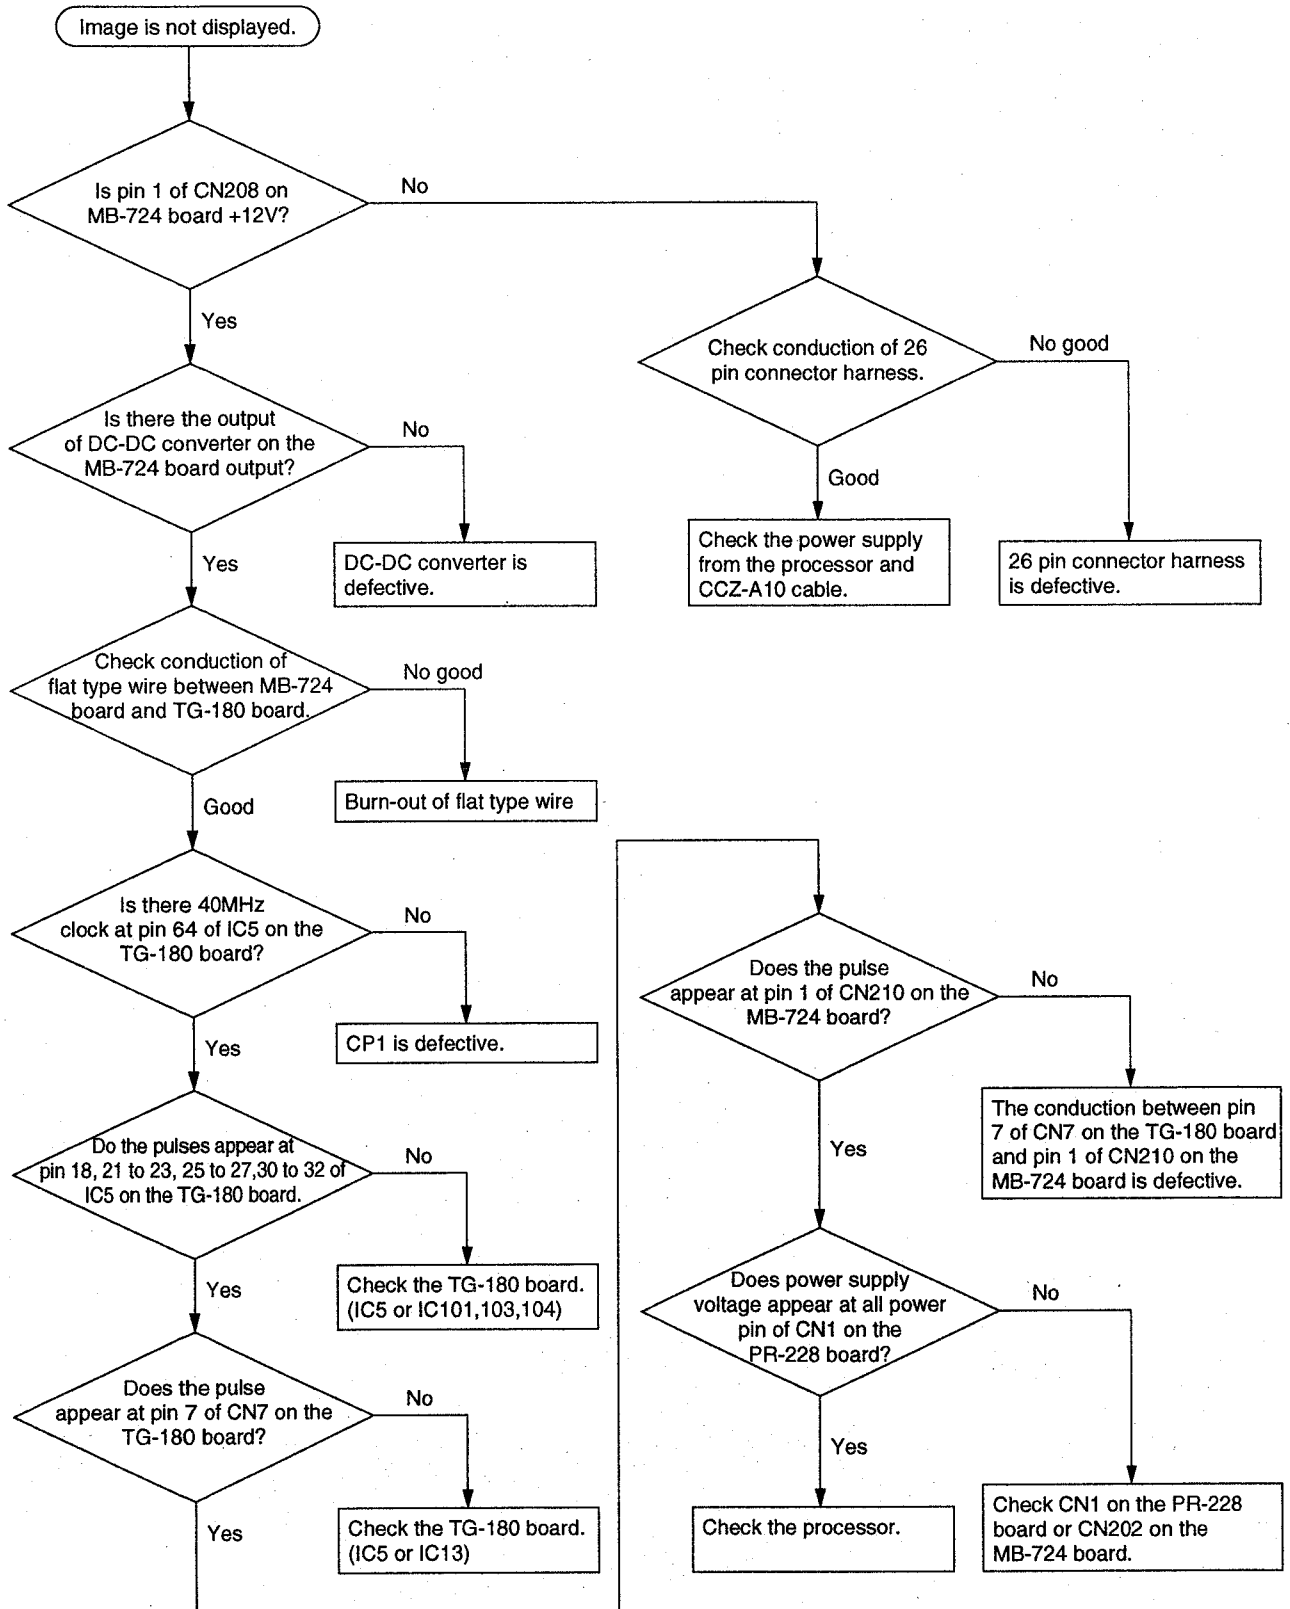 Image is not displayed.
Is pin 1 of CN208 on
MB-724 board +12V?
No
Yes
Check conduction of 26
pin connector harness.
No good
Good
Check the power supply
from the processor and
CCZ-A10 cable.
26 pin connector harness
is defective.
Is there the output
of DC-DC converter on the
MB-724 board output?
No
Yes
DC-DC converter is
defective.
Check conduction of
flat type wire between MB-724
board and TG-180 board.
No good
Good
Burn-out of flat type wire
Is there 40MHz
clock at pin 64 of IC5 on the
TG-180 board?
No
Yes
CP1 is defective.
Do the pulses appear at
pin 18, 21 to 23, 25 to 27,30 to 32 of
IC5 on the TG-180 board.
No
Yes
Check the TG-180 board.
(IC5 or IC101,103,104)
Does the pulse
appear at pin 7 of CN7 on the
TG-180 board?
No
Yes
Check the TG-180 board.
(IC5 or IC13)
Does the pulse
appear at pin 1 of CN210 on the
MB-724 board?
No
Yes
The conduction between pin
7 of CN7 on the TG-180 board
and pin 1 of CN210 on the
MB-724 board is defective.
Does power supply
voltage appear at all power
pin of CN1 on the
PR-228 board?
No
Yes
Check the processor.
Check CN1 on the PR-228
board or CN202 on the
MB-724 board.